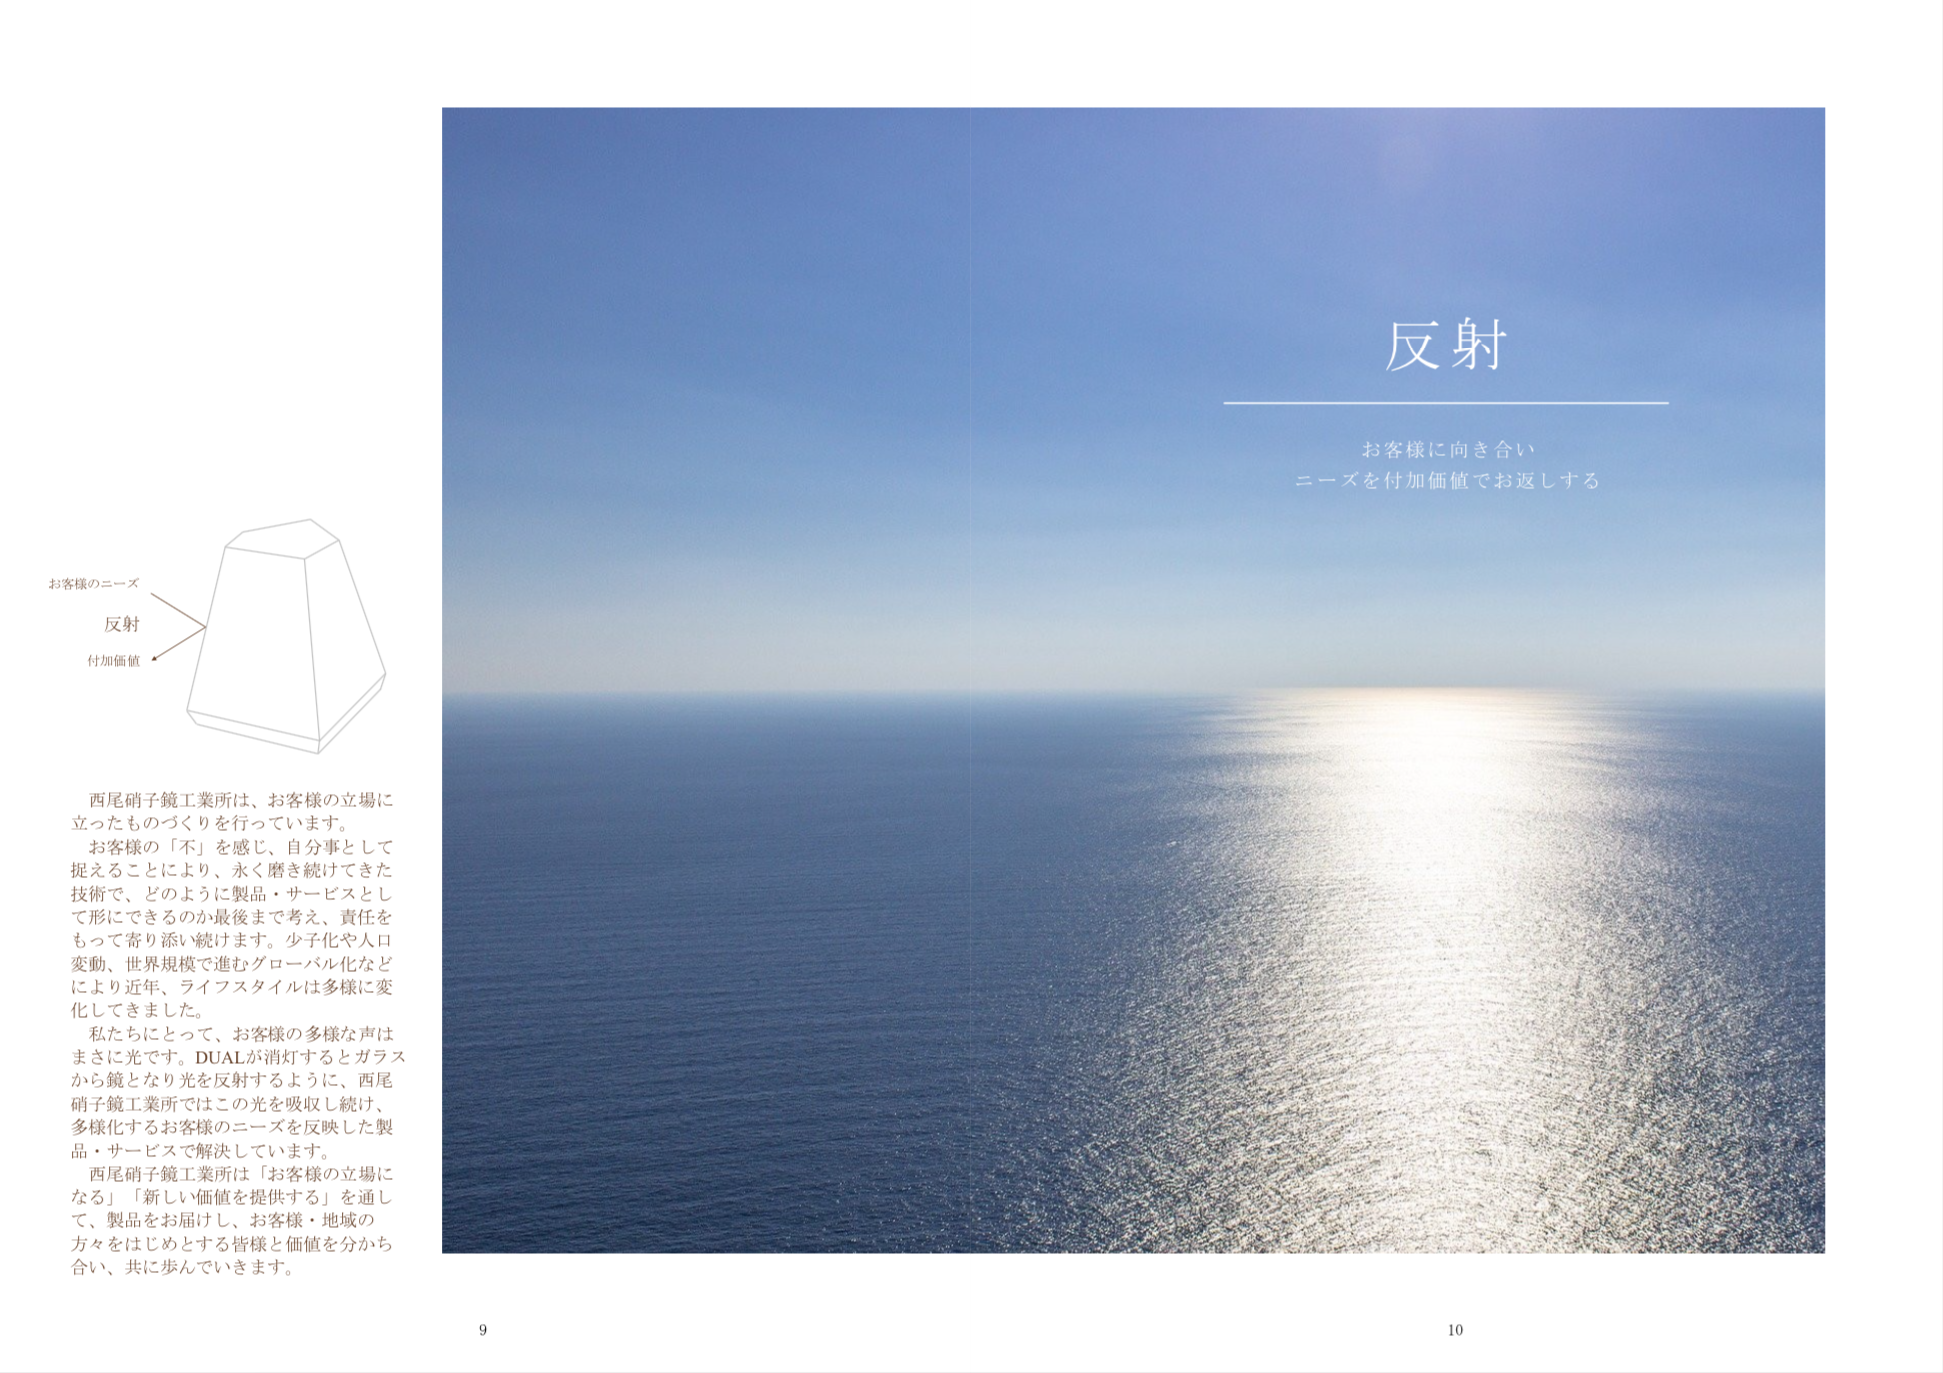 お客様のニーズ
反射
付加価値
西尾硝子鏡工業所は、お客様の立場に
立ったものづくりを行っています。
お客様の「不」を感じ、自分事として
捉えることにより、永く磨き続けてきた
技術で、どのように製品・サービスとし
て形にできるのか最後まで考え、責任を
もって寄り添い続けます。少子化や人口
変動、世界規模で進むグローバル化など
により近年、ライフスタイルは多様に変
化してきました。
私たちにとって、お客様の多様な声は
まさに光です。DUALが消灯するとガラス
から鏡となり光を反射するように、西尾
硝子鏡工業所ではこの光を吸収し続け、
多様化するお客様のニーズを反映した製
品・サービスで解決しています。
西尾硝子鏡工業所は「お客様の立場に
なる」「新しい価値を提供する」を通し
て、製品をお届けし、お客様・地域の
方々をはじめとする皆様と価値を分かち
合い、共に歩んでいきます。
9
反射
お客様に向き合い
ニーズを付加価値でお返しする
10